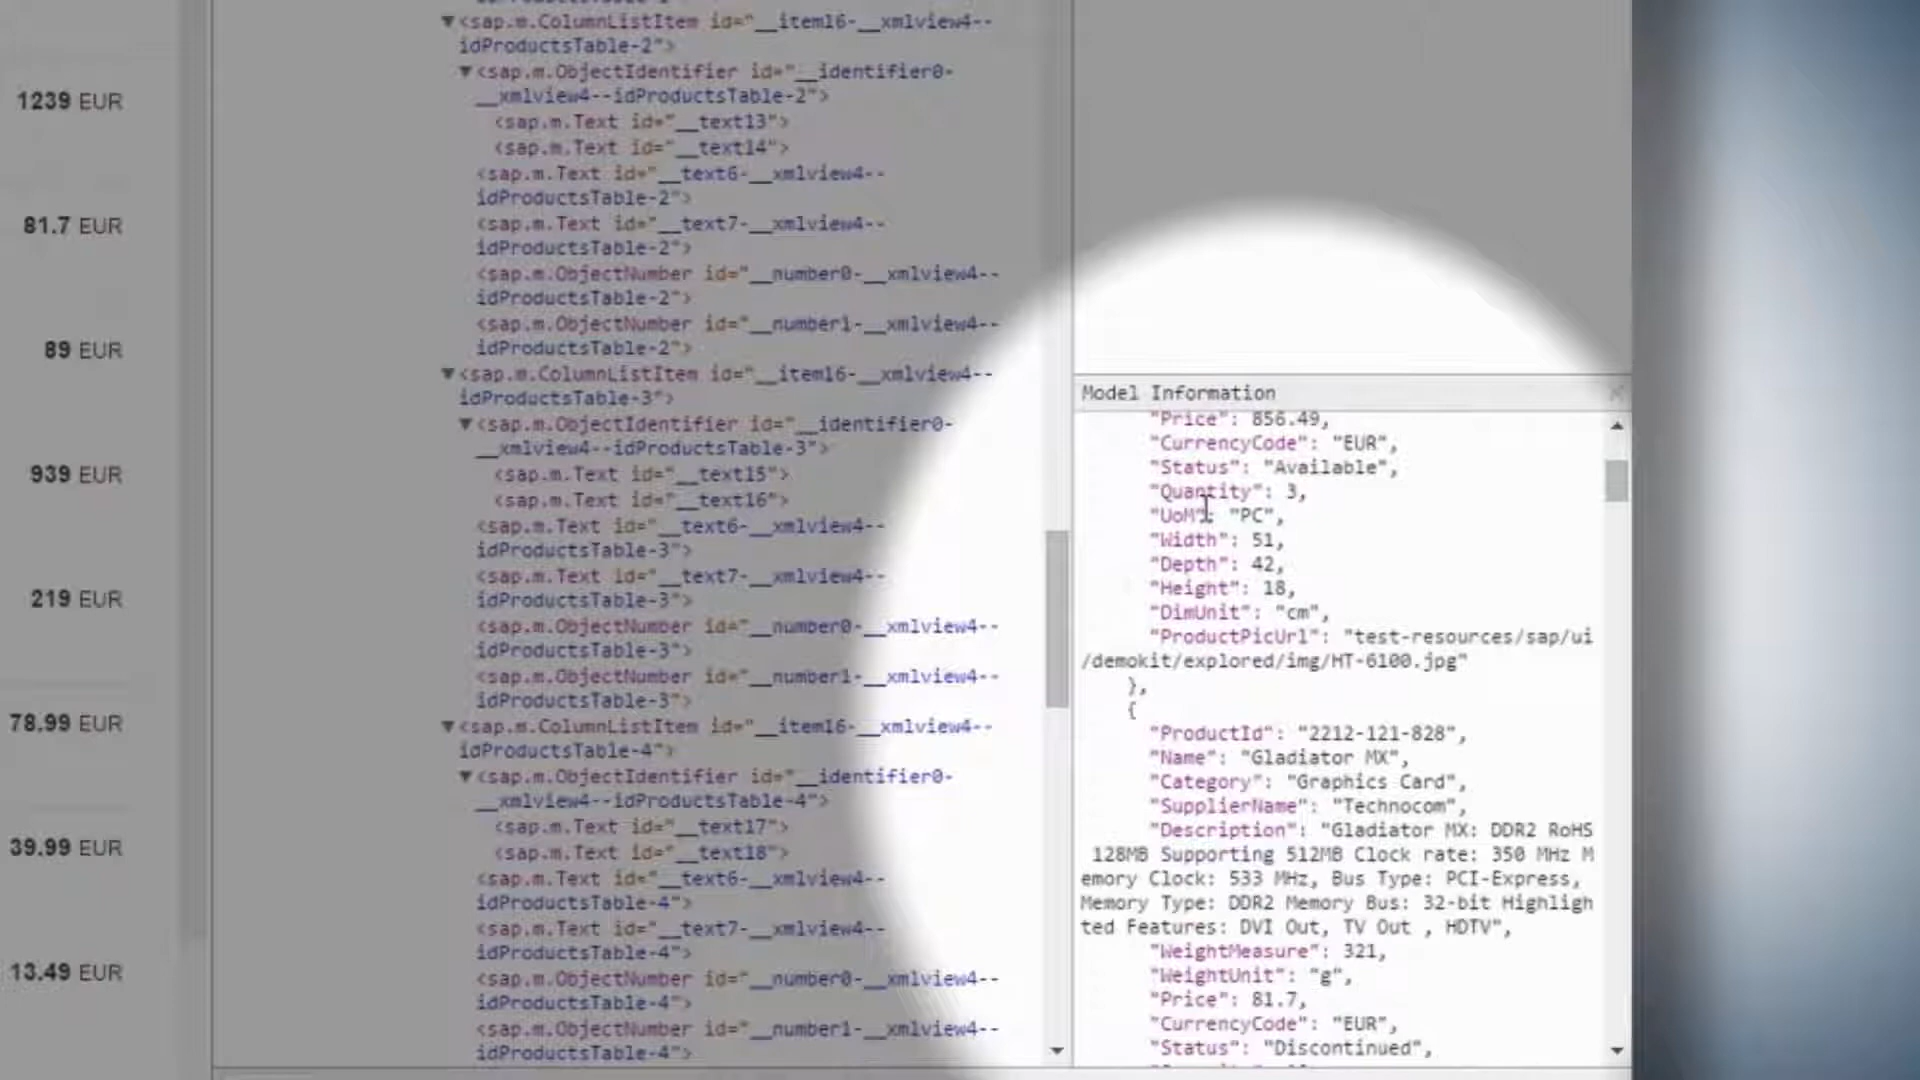 1239 EUR
81.7 EUR
89 EUR
939 EUR
219 EUR
78.99 EUR
39.99 EUR
13.49 EUR
▼<sap.m.ColumnListItem id="__item16-__xmlview4--
idProductsTable-2">
▼<sap.m.ObjectIdentifier id="__identifier0-
__xmlview4--idProductsTable-2">
<sap.m.Text id="__text13">
<sap.m.Text id="__text14">
<sap.m.Text id="__text6-__xmlview4--
idProductsTable-2">
<sap.m.Text id="__text7-__xmlview4--
idProductsTable-2">
<sap.m.ObjectNumber id="__number0-__xmlview4--
idProductsTable-2">
<sap.m.ObjectNumber id="__number1-__xmlview4--
idProductsTable-2">
▼<sap.m.ColumnListItem id="__item16-__xmlview4--
idProductsTable-3">
▼<sap.m.ObjectIdentifier id="__identifier0-
__xmlview4--idProductsTable-3">
<sap.m.Text id="__text15">
<sap.m.Text id="__text16">
<sap.m.Text id="__text6-__xmlview4--
idProductsTable-3">
<sap.m.Text id="__text7-__xmlview4--
idProductsTable-3">
<sap.m.ObjectNumber id="__number0-__xmlview4--
idProductsTable-3">
<sap.m.ObjectNumber id="__number1-__xmlview4--
idProductsTable-3">
▼<sap.m.ColumnListItem id="__item16-__xmlview4--
idProductsTable-4">
▼<sap.m.ObjectIdentifier id="__identifier0-
__xmlview4--idProductsTable-4">
<sap.m.Text id="__text17">
<sap.m.Text id="__text18">
<sap.m.Text id="__text6-__xmlview4--
idProductsTable-4">
<sap.m.Text id="__text7-__xmlview4--
idProductsTable-4">
<sap.m.ObjectNumber id="__number0-__xmlview4--
idProductsTable-4">
<sap.m.ObjectNumber id="__number1-__xmlview4--
idProductsTable-4">
Model Information
"Price": 856.49,
"CurrencyCode": "EUR",
"Status": "Available",
"Quantity": 3,
"UoM": "PC",
"Width": 51,
"Depth": 42,
"Height": 18,
"DimUnit": "cm",
"ProductPicUrl": "test-resources/sap/ui
/demokit/explored/img/HT-6100.jpg"
},
{
"ProductId": "2212-121-828",
"Name": "Gladiator MX",
"Category": "Graphics Card",
"SupplierName": "Technocom",
"Description": "Gladiator MX: DDR2 RoHS
128MB Supporting 512MB Clock rate: 350 MHz M
emory Clock: 533 MHz, Bus Type: PCI-Express,
Memory Type: DDR2 Memory Bus: 32-bit Highligh
ted Features: DVI Out, TV Out , HDTV",
"WeightMeasure": 321,
"WeightUnit": "g",
"Price": 81.7,
"CurrencyCode": "EUR",
"Status": "Discontinued",